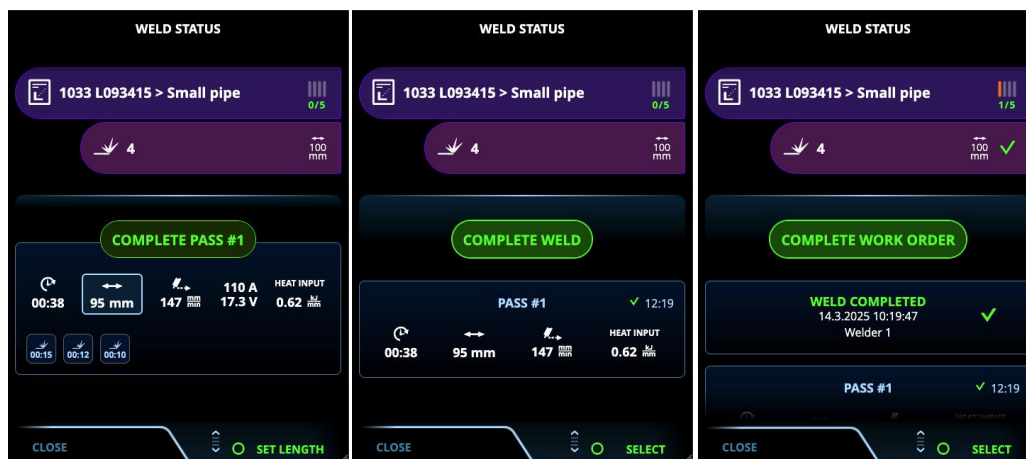 WELD STATUS
1033 L093415 > Small pipe
0/5
4
100
mm
COMPLETE PASS #1
00:38
95 mm
147 mm/min
110 A
17.3 V
HEAT INPUT
0.62 kJ/mm
00:15
00:12
00:10
CLOSE
SET LENGTH
WELD STATUS
1033 L093415 > Small pipe
0/5
4
100
mm
COMPLETE WELD
PASS #1
12:19
00:38
95 mm
147 mm/min
HEAT INPUT
0.62 kJ/mm
CLOSE
SELECT
WELD STATUS
1033 L093415 > Small pipe
1/5
4
100
mm
COMPLETE WORK ORDER
WELD COMPLETED
14.3.2025 10:19:47
Welder 1
PASS #1
12:19
HEAT INPUT
CLOSE
SELECT